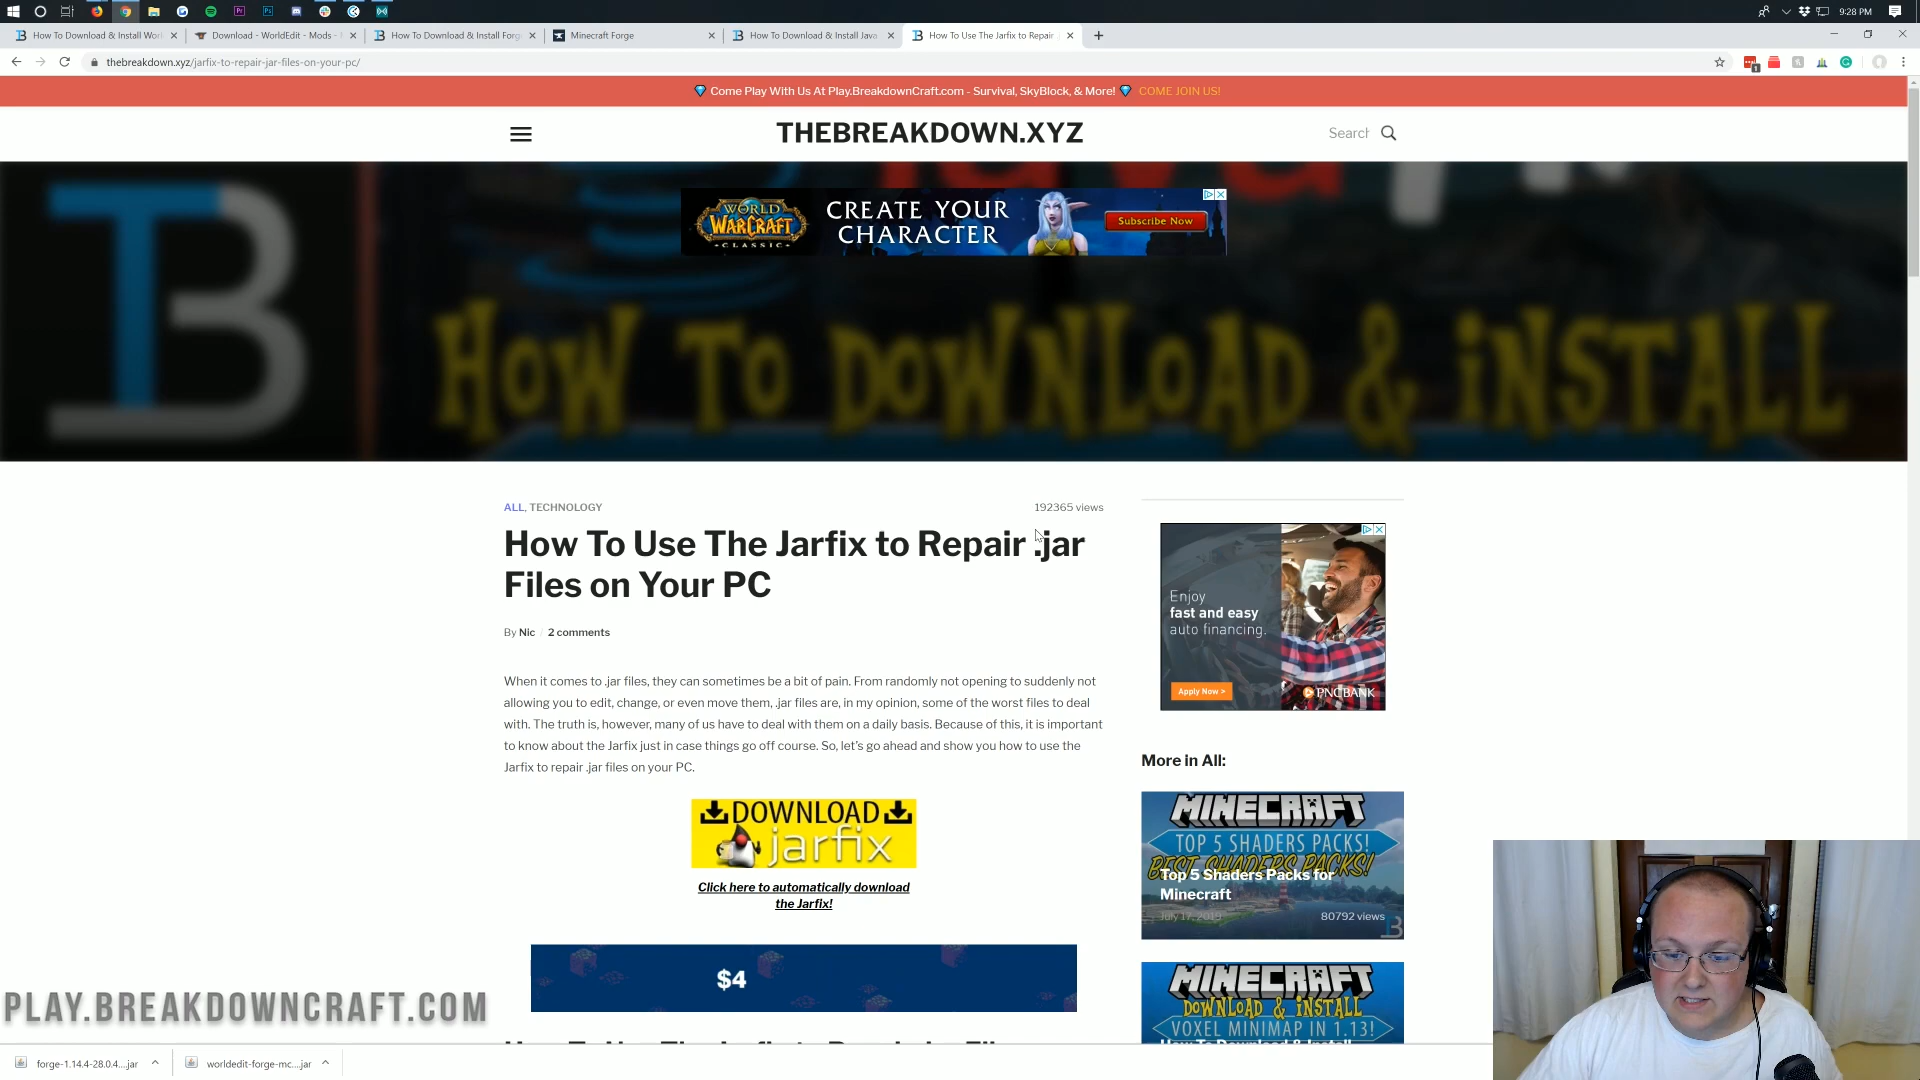 9:28 PM
How To Download & Install Wor
Download - WorldEdit - Mods -
How To Download & Install Forg
Minecraft Forge
How To Download & Install Java
How To Use The Jarfix to Repair
thebreakdown.xyz/jarfix-to-repair-jar-files-on-your-pc/
Come Play With Us At Play.BreakdownCraft.com - Survival, SkyBlock, & More! COME JOIN US!
THEBREAKDOWN.XYZ
Search
WORLD
WARCRAFT
CLASSIC
CREATE YOUR
CHARACTER
Subscribe Now
HOW TO DOWNLOAD & iNSTALL
ALL, TECHNOLOGY
192365 views
How To Use The Jarfix to Repair .jar
Files on Your PC
By Nic / 2 comments
When it comes to .jar files, they can sometimes be a bit of pain. From randomly not opening to suddenly not
allowing you to edit, change, or even move them, .jar files are, in my opinion, some of the worst files to deal
with. The truth is, however, many of us have to deal with them on a daily basis. Because of this, it is important
to know about the Jarfix just in case things go off course. So, let's go ahead and show you how to use the
Jarfix to repair .jar files on your PC.
DOWNLOAD
jarfix
Click here to automatically download
the Jarfix!
$4
Enjoy
fast and easy
auto financing.
Apply Now >
PNCBANK
More in All:
MINECRAFT
TOP 5 SHADERS PACKS!
BEST SHADERS PACKS!
Top 5 Shaders Packs for
Minecraft
July 17, 2019
80792 views
MINECRAFT
DOWNLOAD & iNSTALL
VOXEL MINIMAP IN 1.13!
PLAY.BREAKDOWNCRAFT.COM
forge-1.14.4-28.0.4....jar
worldedit-forge-mc....jar